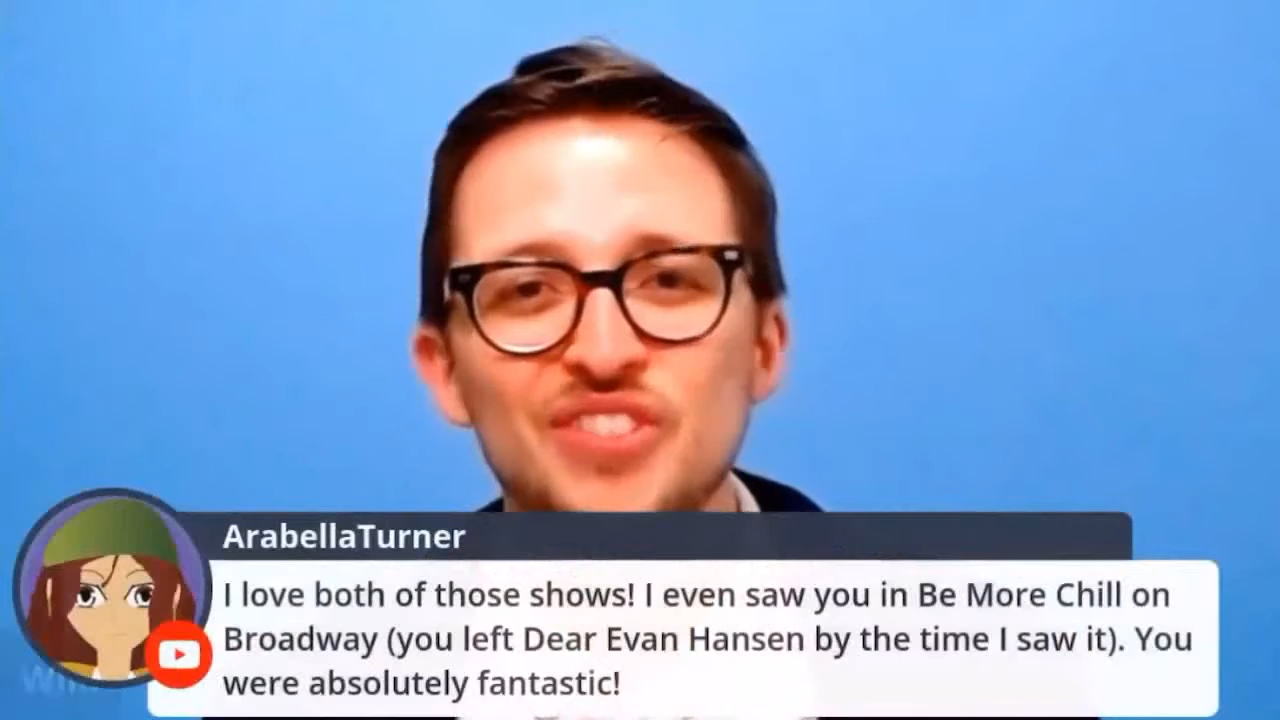 ArabellaTurner
I love both of those shows! I even saw you in Be More Chill on
Broadway (you left Dear Evan Hansen by the time I saw it). You
were absolutely fantastic!